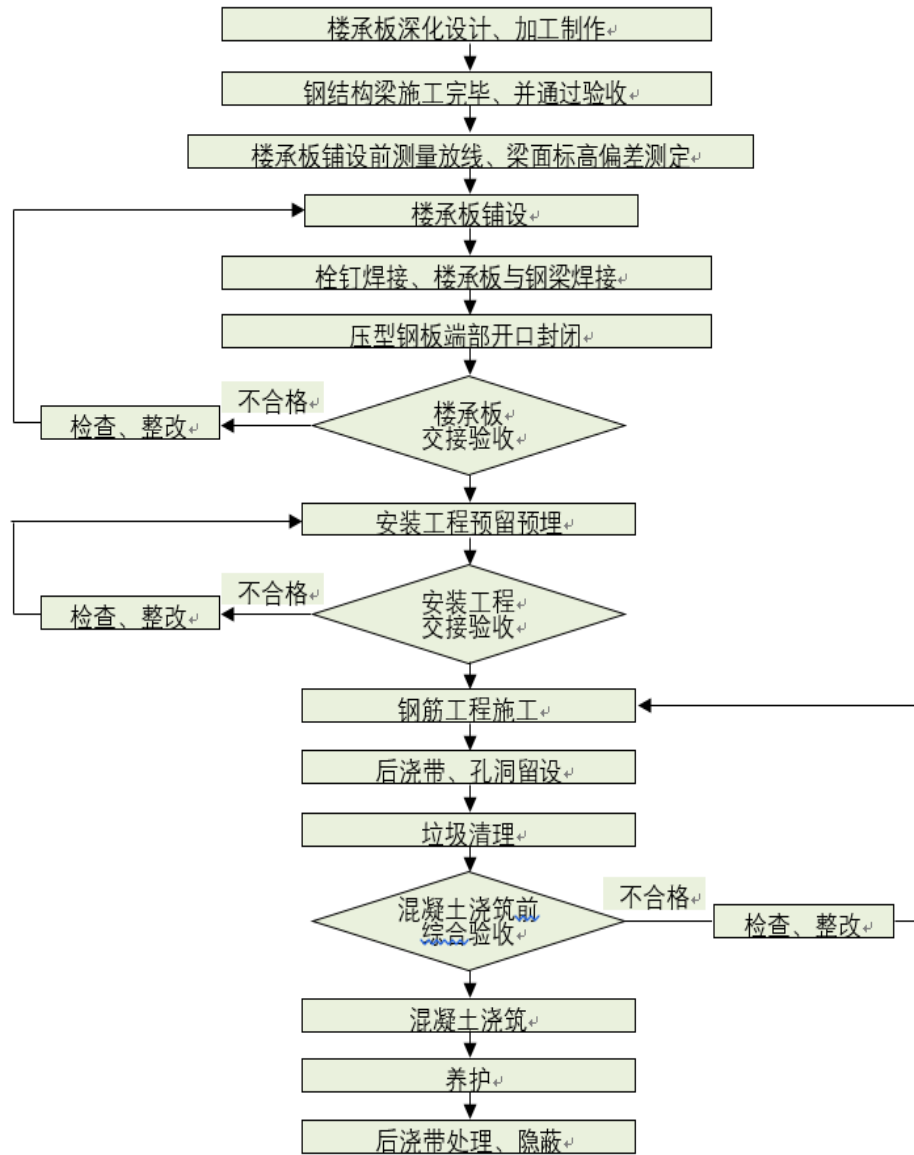 楼承板深化设计、加工制作
钢结构梁施工完毕、并通过验收
楼承板铺设前测量放线、梁面标高偏差测定
楼承板铺设
栓钉焊接、楼承板与钢梁焊接
压型钢板端部开口封闭
不合格
检查、整改
楼承板
交接验收
安装工程预留预埋
不合格
检查、整改
安装工程
交接验收
钢筋工程施工
后浇带、孔洞留设
垃圾清理
混凝土浇筑前
综合验收
不合格
检查、整改
混凝土浇筑
养护
后浇带处理、隐蔽